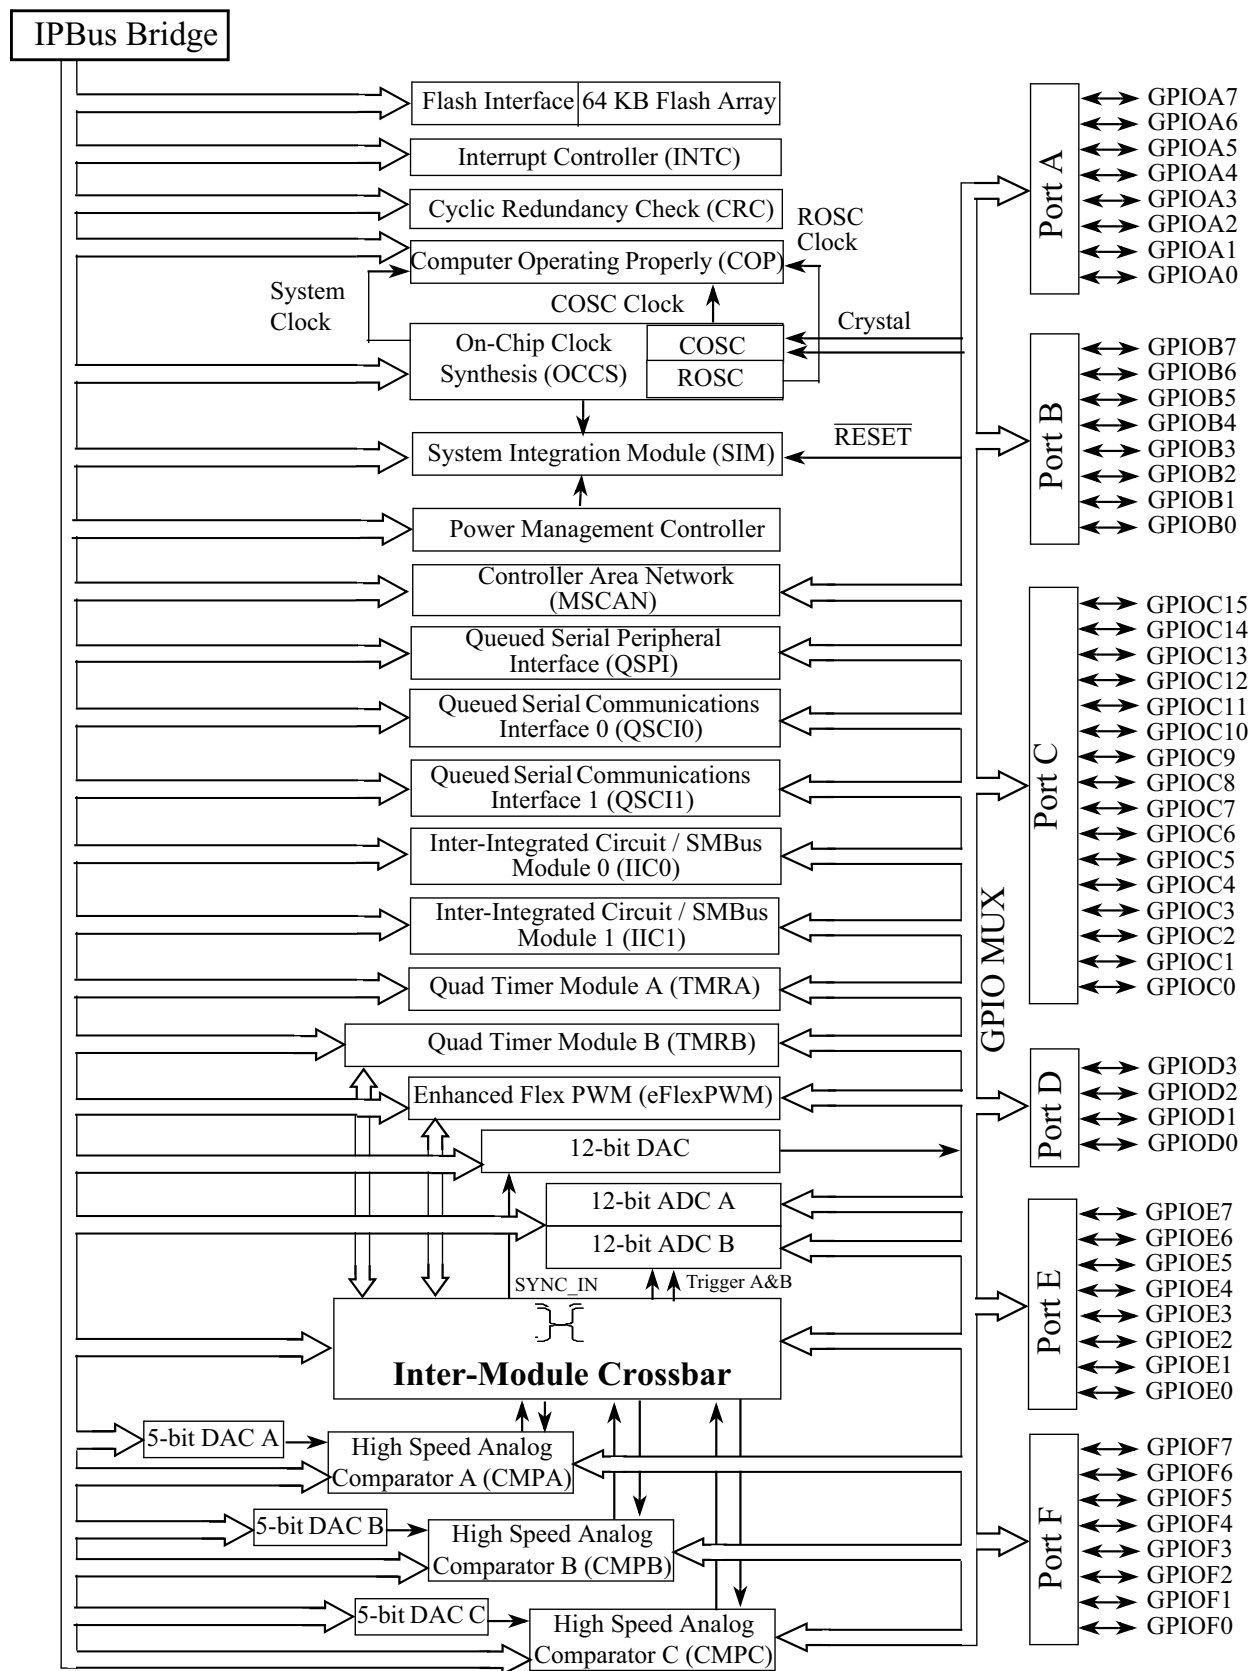 IPBus Bridge
Flash Interface
64 KB Flash Array
Interrupt Controller (INTC)
Cyclic Redundancy Check (CRC)
ROSC
Clock
Computer Operating Properly (COP)
System
Clock
COSC Clock
On-Chip Clock
Synthesis (OCCS)
COSC
ROSC
Crystal
System Integration Module (SIM)
RESET
Power Management Controller
Controller Area Network
(MSCAN)
Queued Serial Peripheral
Interface (QSPI)
Queued Serial Communications
Interface 0 (QSCI0)
Queued Serial Communications
Interface 1 (QSCI1)
Inter-Integrated Circuit / SMBus
Module 0 (IIC0)
Inter-Integrated Circuit / SMBus
Module 1 (IIC1)
Quad Timer Module A (TMRA)
Quad Timer Module B (TMRB)
Enhanced Flex PWM (eFlexPWM)
12-bit DAC
12-bit ADC A
12-bit ADC B
SYNC_IN
Trigger A&B
Inter-Module Crossbar
5-bit DAC A
High Speed Analog
Comparator A (CMPA)
5-bit DAC B
High Speed Analog
Comparator B (CMPB)
5-bit DAC C
High Speed Analog
Comparator C (CMPC)
GPIO MUX
Port A
GPIOA7
GPIOA6
GPIOA5
GPIOA4
GPIOA3
GPIOA2
GPIOA1
GPIOA0
Port B
GPIOB7
GPIOB6
GPIOB5
GPIOB4
GPIOB3
GPIOB2
GPIOB1
GPIOB0
Port C
GPIOC15
GPIOC14
GPIOC13
GPIOC12
GPIOC11
GPIOC10
GPIOC9
GPIOC8
GPIOC7
GPIOC6
GPIOC5
GPIOC4
GPIOC3
GPIOC2
GPIOC1
GPIOC0
Port D
GPIOD3
GPIOD2
GPIOD1
GPIOD0
Port E
GPIOE7
GPIOE6
GPIOE5
GPIOE4
GPIOE3
GPIOE2
GPIOE1
GPIOE0
Port F
GPIOF7
GPIOF6
GPIOF5
GPIOF4
GPIOF3
GPIOF2
GPIOF1
GPIOF0